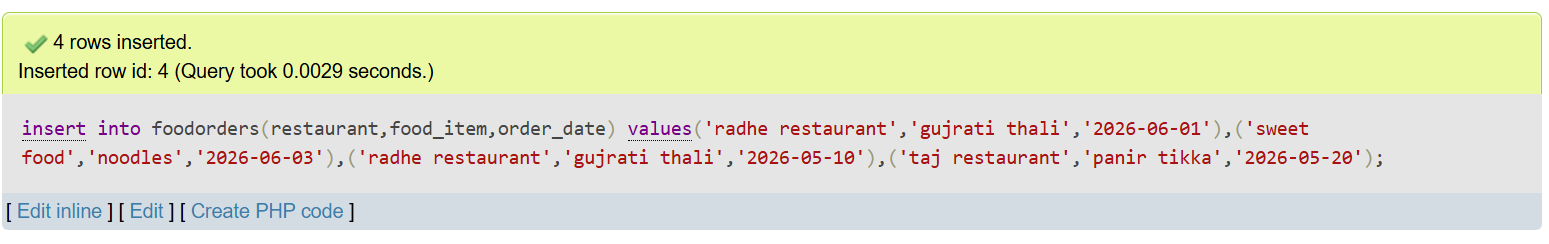 4 rows inserted.
Inserted row id: 4 (Query took 0.0029 seconds.)
insert into foodorders(restaurant,food_item,order_date) values('radhe restaurant','gujrati thali','2026-06-01'),('sweet
food','noodles','2026-06-03'),('radhe restaurant','gujrati thali','2026-05-10'),('taj restaurant','panir tikka','2026-05-20');
[ Edit inline ] [ Edit ] [ Create PHP code ]